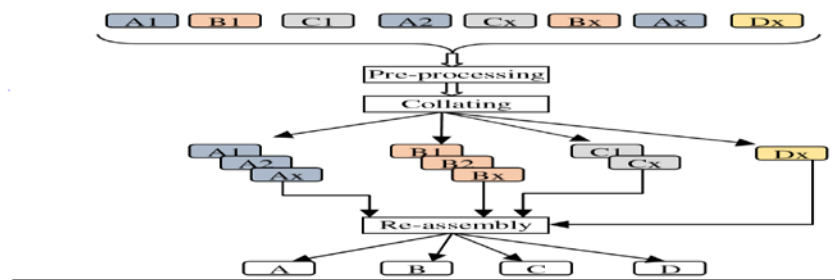 A1 B1 C1 A2 Cx Bx Ax Dx
Pre-processing
Collating
A1 B1 C1 Dx
A2 B2 Cx
Ax Bx
Re-assembly
A B C D